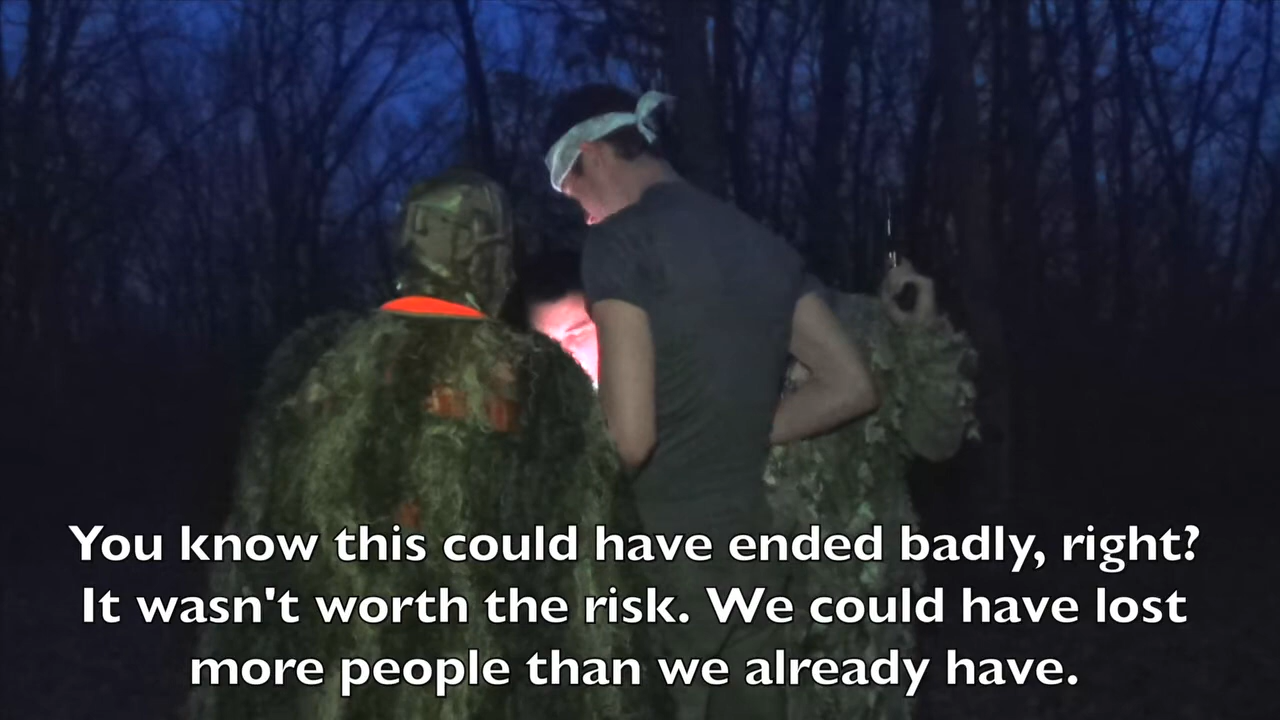 You know this could have ended badly, right?
It wasn't worth the risk. We could have lost
more people than we already have.